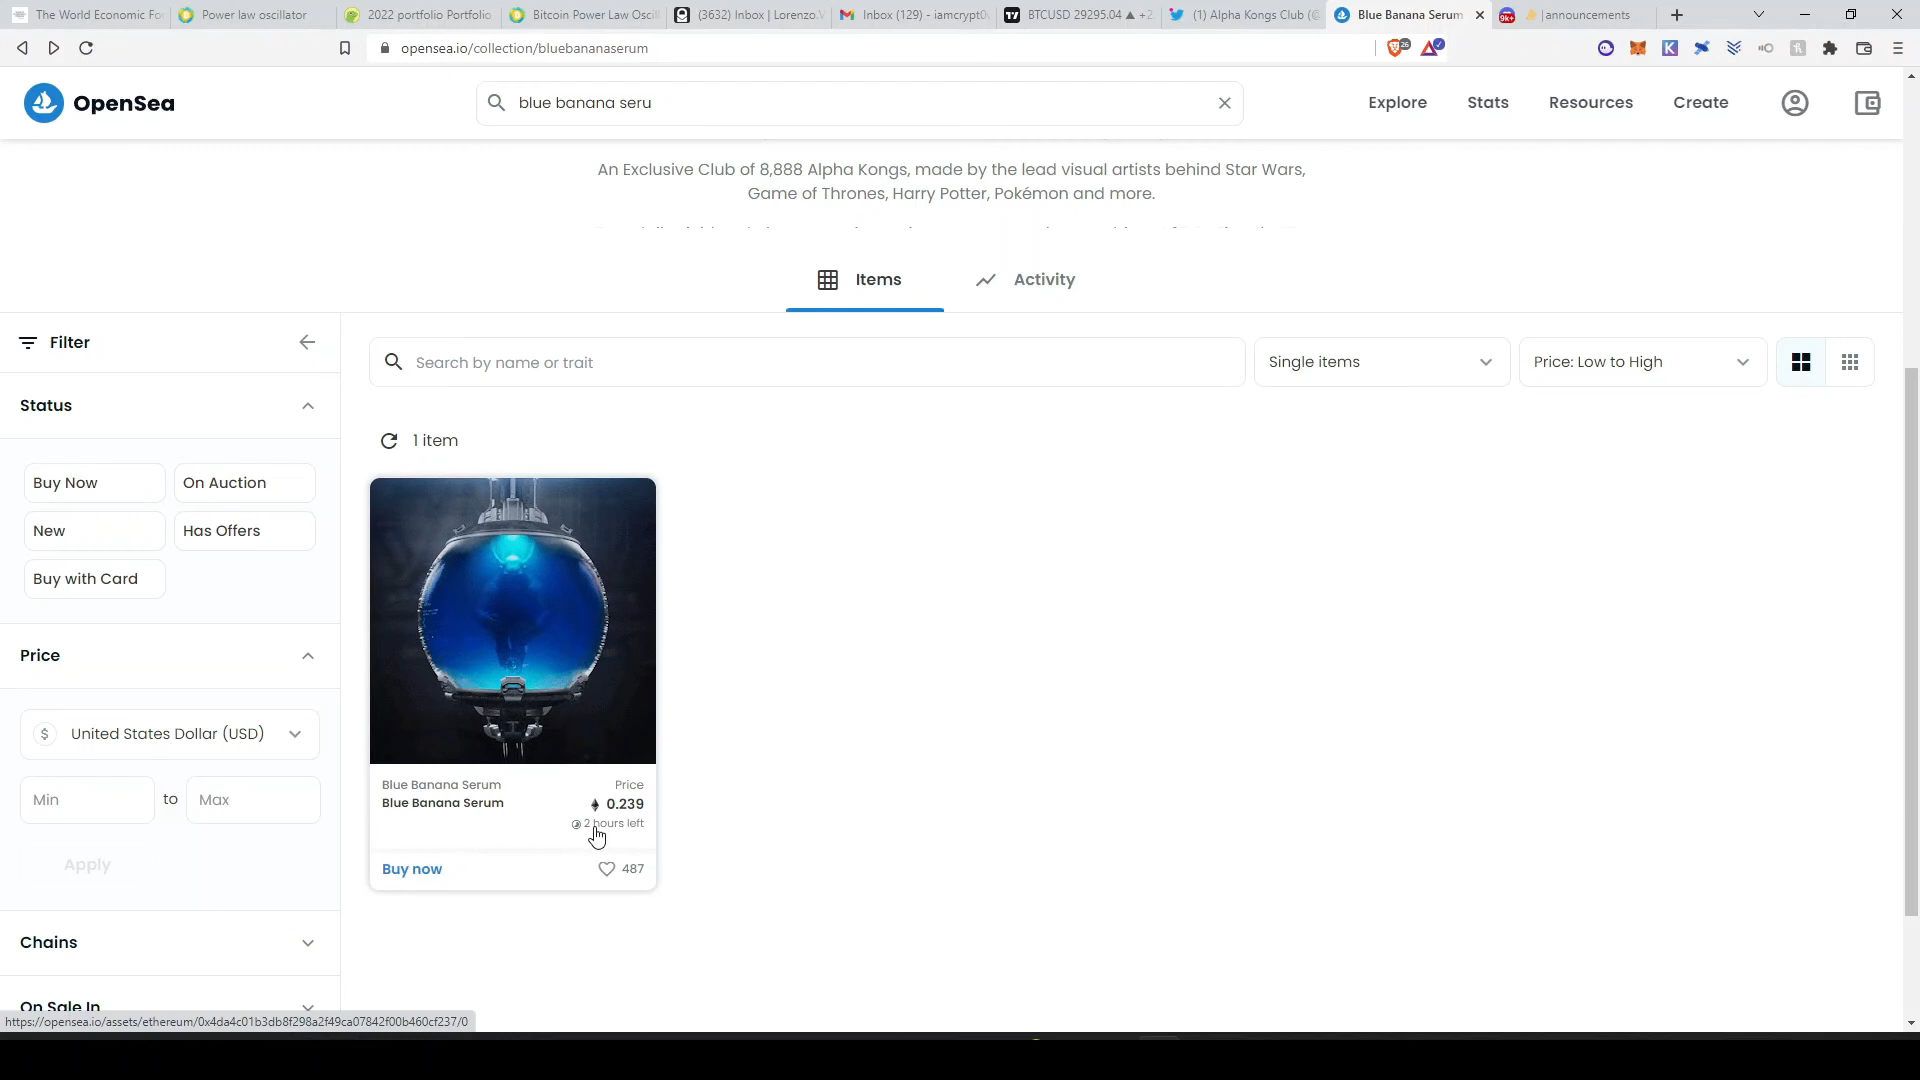 The World Economic Fo
Power law oscillator
2022 portfolio Portfolio
Bitcoin Power Law Oscil
(3632) Inbox | Lorenzo.V
Inbox (129) - iamcrypt0
BTCUSD 29295.04 ▲ +2.
(1) Alpha Kongs Club (@
Blue Banana Serum
9k+
| announcements
opensea.io/collection/bluebananaserum
26
OpenSea
blue banana seru
Explore
Stats
Resources
Create
An Exclusive Club of 8,888 Alpha Kongs, made by the lead visual artists behind Star Wars,
Game of Thrones, Harry Potter, Pokémon and more.
Items
Activity
Filter
Search by name or trait
Single items
Price: Low to High
Status
1 item
Buy Now
On Auction
New
Has Offers
Buy with Card
Price
$ United States Dollar (USD)
Min
to
Max
Apply
Blue Banana Serum
Price
Blue Banana Serum
0.239
2 hours left
Buy now
487
Chains
On Sale In
https://opensea.io/assets/ethereum/0x4da4c01b3db8f298a2f49ca07842f00b460cf237/0